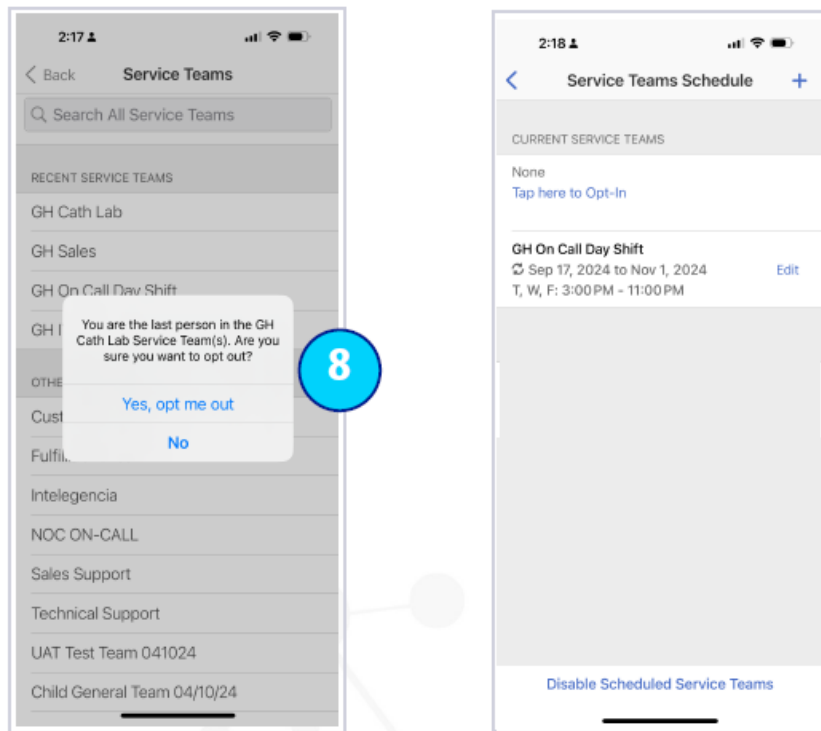 2:17
Back Service Teams
Search All Service Teams
RECENT SERVICE TEAMS
GH Cath Lab
GH Sales
GH On Call Day Shift
GH
You are the last person in the GH
Cath Lab Service Team(s). Are you
sure you want to opt out?
Yes, opt me out
No
8
OTHE
Cust
Fulfil
Intelegencia
NOC ON-CALL
Sales Support
Technical Support
UAT Test Team 041024
Child General Team 04/10/24
2:18
Service Teams Schedule +
CURRENT SERVICE TEAMS
None
Tap here to Opt-In
GH On Call Day Shift
Sep 17, 2024 to Nov 1, 2024 Edit
T, W, F: 3:00 PM - 11:00 PM
Disable Scheduled Service Teams